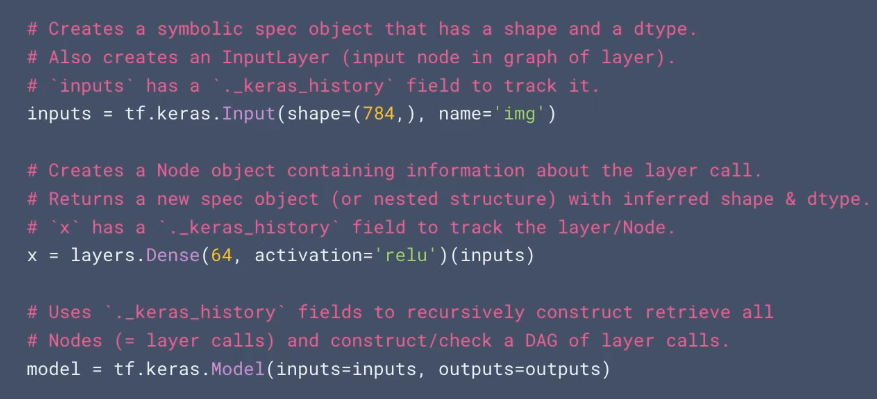 # Creates a symbolic spec object that has a shape and a dtype.
# Also creates an InputLayer (input node in graph of layer).
# `inputs` has a `._keras_history` field to track it.
inputs = tf.keras.Input(shape=(784,), name='img')
# Creates a Node object containing information about the layer call.
# Returns a new spec object (or nested structure) with inferred shape & dtype.
# `x` has a `._keras_history` field to track the layer/Node.
x = layers.Dense(64, activation='relu')(inputs)
# Uses `._keras_history` fields to recursively construct retrieve all
# Nodes (= layer calls) and construct/check a DAG of layer calls.
model = tf.keras.Model(inputs=inputs, outputs=outputs)